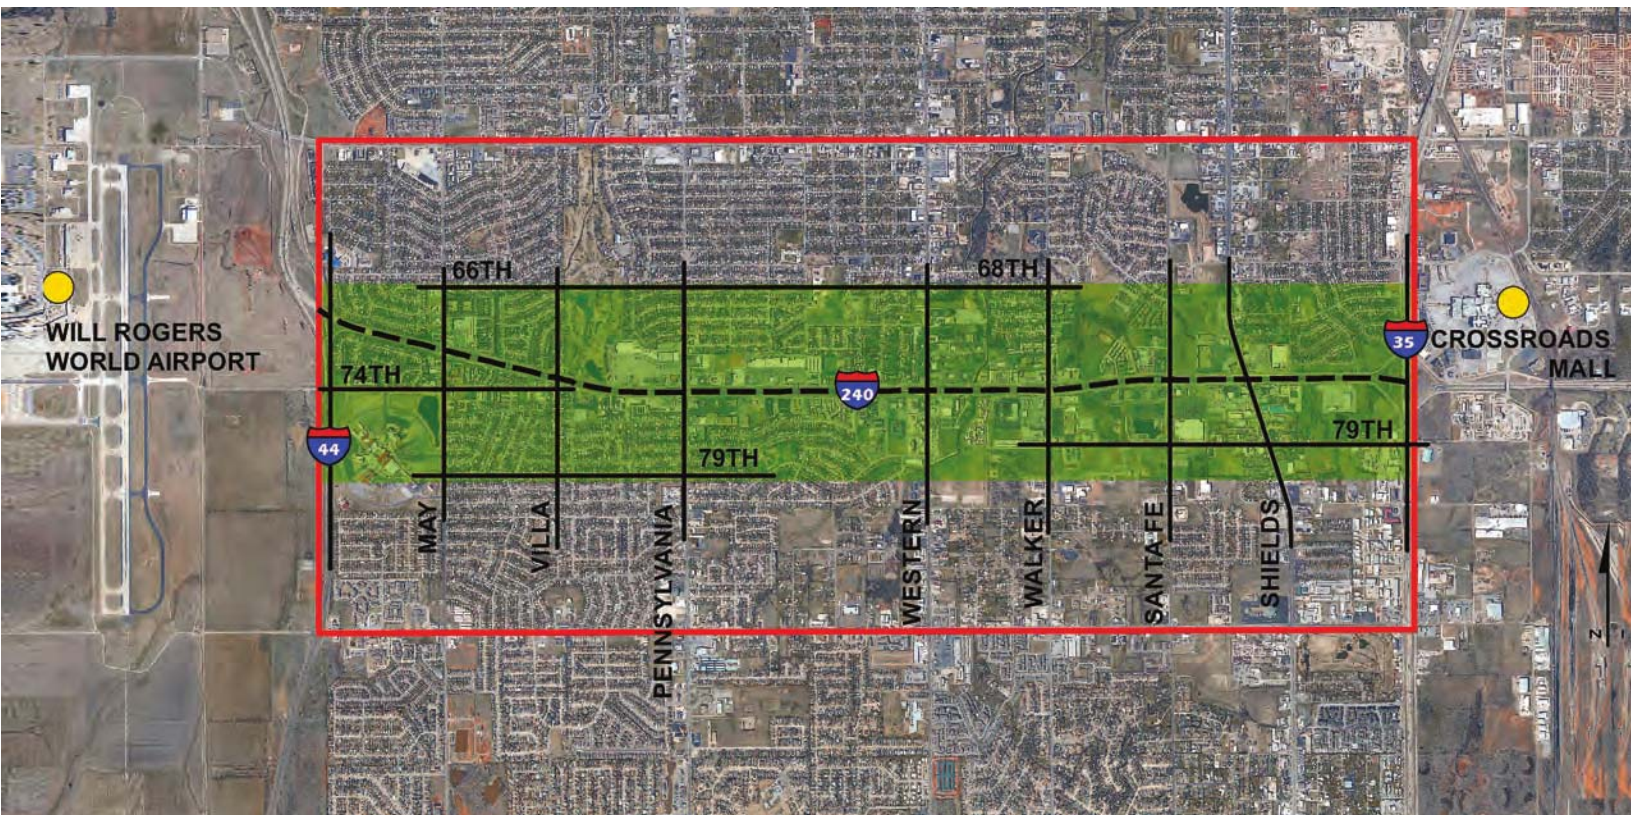 66TH
68TH
WILL ROGERS
WORLD AIRPORT
35
CROSSROADS
MALL
74TH
240
44
79TH
79TH
MAY
VILLA
PENNSYLVANIA
WESTERN
WALKER
SANTA FE
SHIELDS
N